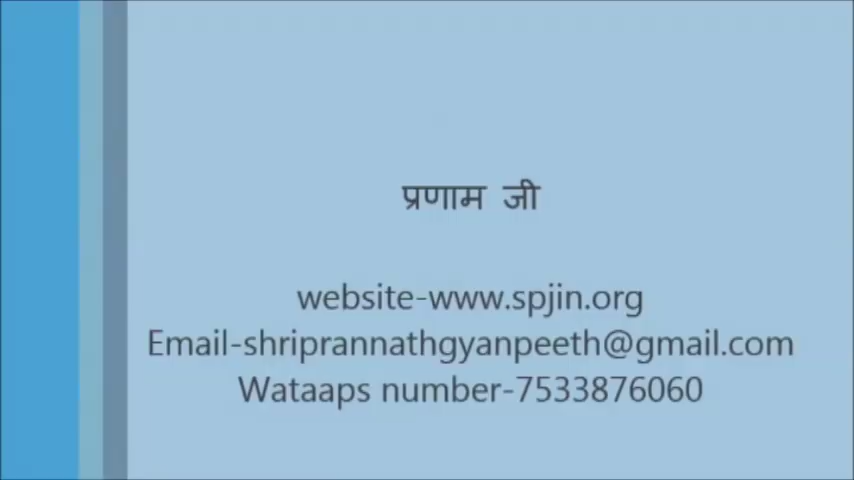 प्रणाम जी
website-www.spjin.org
Email-shriprannathgyanpeeth@gmail.com
Wataaps number-7533876060